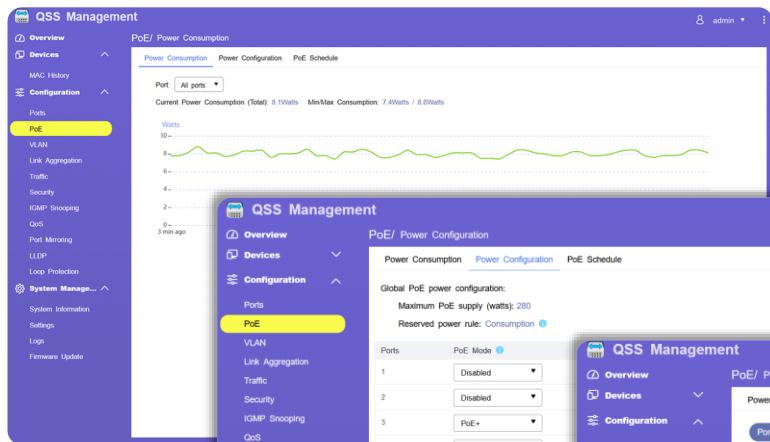 QSS Management
admin
Overview
PoE/ Power Consumption
Devices
MAC History
Configuration
Ports
PoE
VLAN
Link Aggregation
Traffic
Security
IGMP Snooping
QoS
Port Mirroring
LLDP
Loop Protection
System Manage...
System Information
Settings
Logs
Firmware Update
Power Consumption Power Configuration PoE Schedule
Port: All ports
Current Power Consumption (Total): 8.1Watts Min/Max Consumption: 7.4Watts / 8.8Watts
Watts
10
8
6
4
2
0
3 min ago
QSS Management
Overview
PoE/ Power Configuration
Devices
Configuration
Ports
PoE
VLAN
Link Aggregation
Traffic
Security
IGMP Snooping
QoS
Power Consumption Power Configuration PoE Schedule
Global PoE power configuration:
Maximum PoE supply (watts): 280
Reserved power rule: Consumption
Ports PoE Mode
1 Disabled
2 Disabled
3 PoE+
QSS Management
Overview
PoE/ P
Devices
Configuration
Power
Por